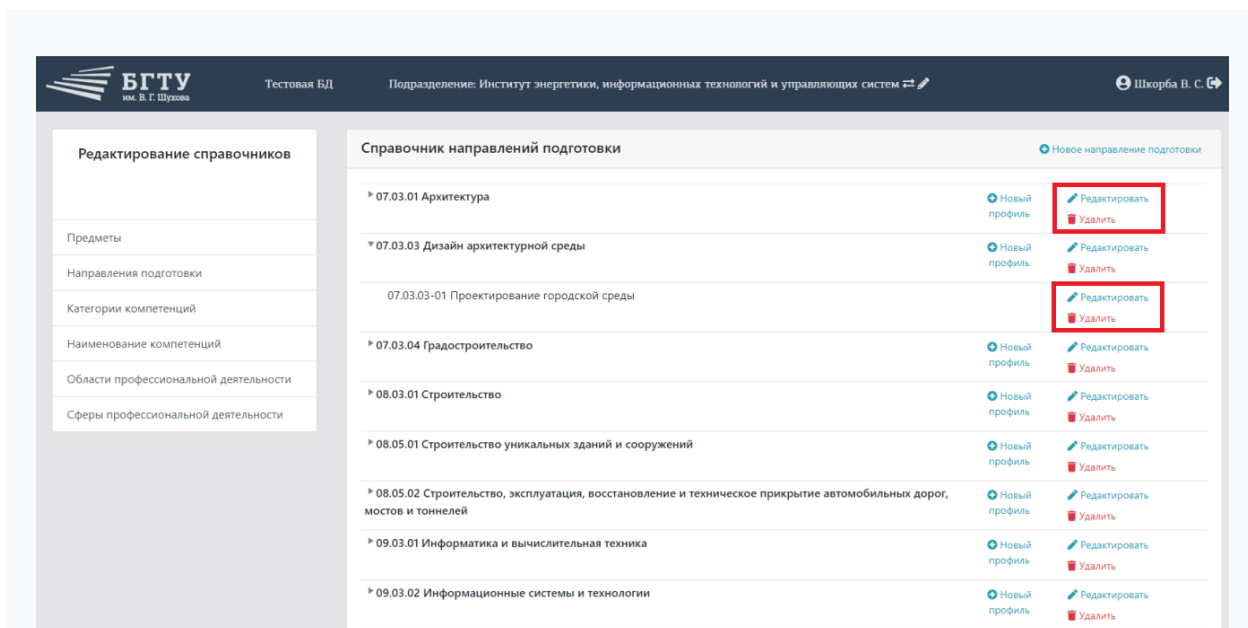 БГТУ
им. В. Г. Шухова
Тестовая БД
Подразделение: Институт энергетики, информационных технологий и управляющих систем
Шкорба В. С.
Редактирование справочников
Предметы
Направления подготовки
Категории компетенций
Наименование компетенций
Области профессиональной деятельности
Сферы профессиональной деятельности
Справочник направлений подготовки
Новое направление подготовки
07.03.01 Архитектура
Новый
профиль
Редактировать
Удалить
07.03.03 Дизайн архитектурной среды
Новый
профиль
Редактировать
Удалить
07.03.03-01 Проектирование городской среды
Редактировать
Удалить
07.03.04 Градостроительство
Новый
профиль
Редактировать
Удалить
08.03.01 Строительство
Новый
профиль
Редактировать
Удалить
08.05.01 Строительство уникальных зданий и сооружений
Новый
профиль
Редактировать
Удалить
08.05.02 Строительство, эксплуатация, восстановление и техническое прикрытие автомобильных дорог,
мостов и тоннелей
Новый
профиль
Редактировать
Удалить
09.03.01 Информатика и вычислительная техника
Новый
профиль
Редактировать
Удалить
09.03.02 Информационные системы и технологии
Новый
профиль
Редактировать
Удалить